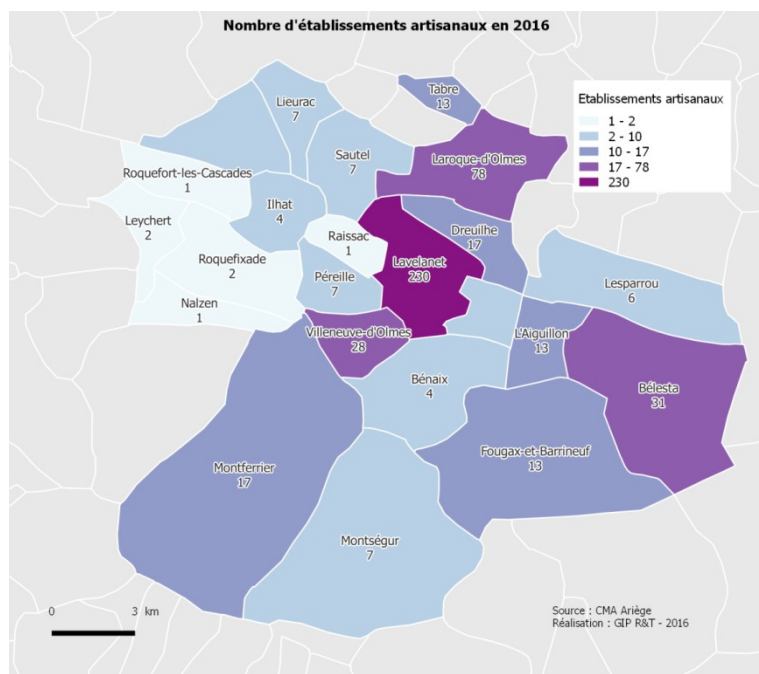 Nombre d'établissements artisanaux en 2016
Tabre
13
Lieurac
7
Etablissements artisanaux
1 - 2
2 - 10
10 - 17
17 - 78
230
Sautel
7
Laroque-d'Olmes
78
Roquefort-les-Cascades
1
Ilhat
4
Leychert
2
Raissac
1
Dreuilhe
17
Roquefixade
2
Lavelanet
230
Péreille
7
Lesparrou
6
Nalzen
1
Villeneuve-d'Olmes
28
L'Aiguillon
13
Bénaix
4
Bélesta
31
Fougax-et-Barrineuf
13
Montferrier
17
Montségur
7
0 3 km
Source : CMA Ariège
Réalisation : GIP R&T - 2016